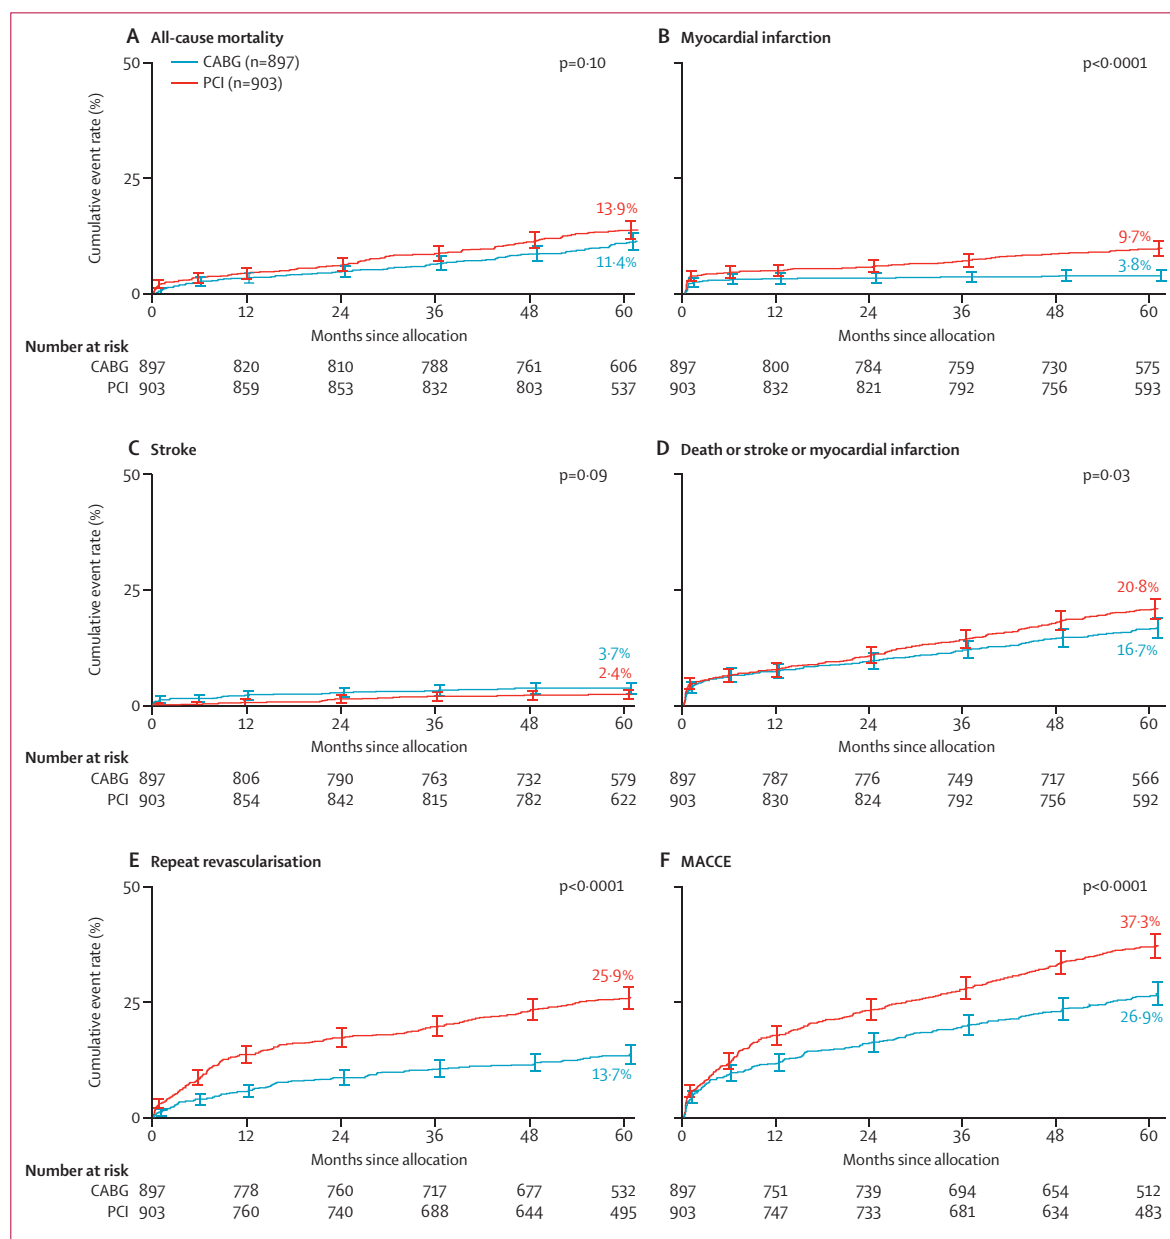 A All-cause mortality
CABG (n=897)
PCI (n=903)
p=0·10
Cumulative event rate (%)
50
25
0
13·9%
11·4%
0 12 24 36 48 60
Months since allocation
Number at risk
CABG 897 820 810 788 761 606
PCI 903 859 853 832 803 537
B Myocardial infarction
p<0·0001
9·7%
3·8%
0 12 24 36 48 60
Months since allocation
897 800 784 759 730 575
903 832 821 792 756 593
C Stroke
p=0·09
Cumulative event rate (%)
50
25
0
3·7%
2·4%
0 12 24 36 48 60
Months since allocation
Number at risk
CABG 897 806 790 763 732 579
PCI 903 854 842 815 782 622
D Death or stroke or myocardial infarction
p=0·03
20·8%
16·7%
0 12 24 36 48 60
Months since allocation
897 787 776 749 717 566
903 830 824 792 756 592
E Repeat revascularisation
p<0·0001
Cumulative event rate (%)
50
25
0
25·9%
13·7%
0 12 24 36 48 60
Months since allocation
Number at risk
CABG 897 778 760 717 677 532
PCI 903 760 740 688 644 495
F MACCE
p<0·0001
37·3%
26·9%
0 12 24 36 48 60
Months since allocation
897 751 739 694 654 512
903 747 733 681 634 483